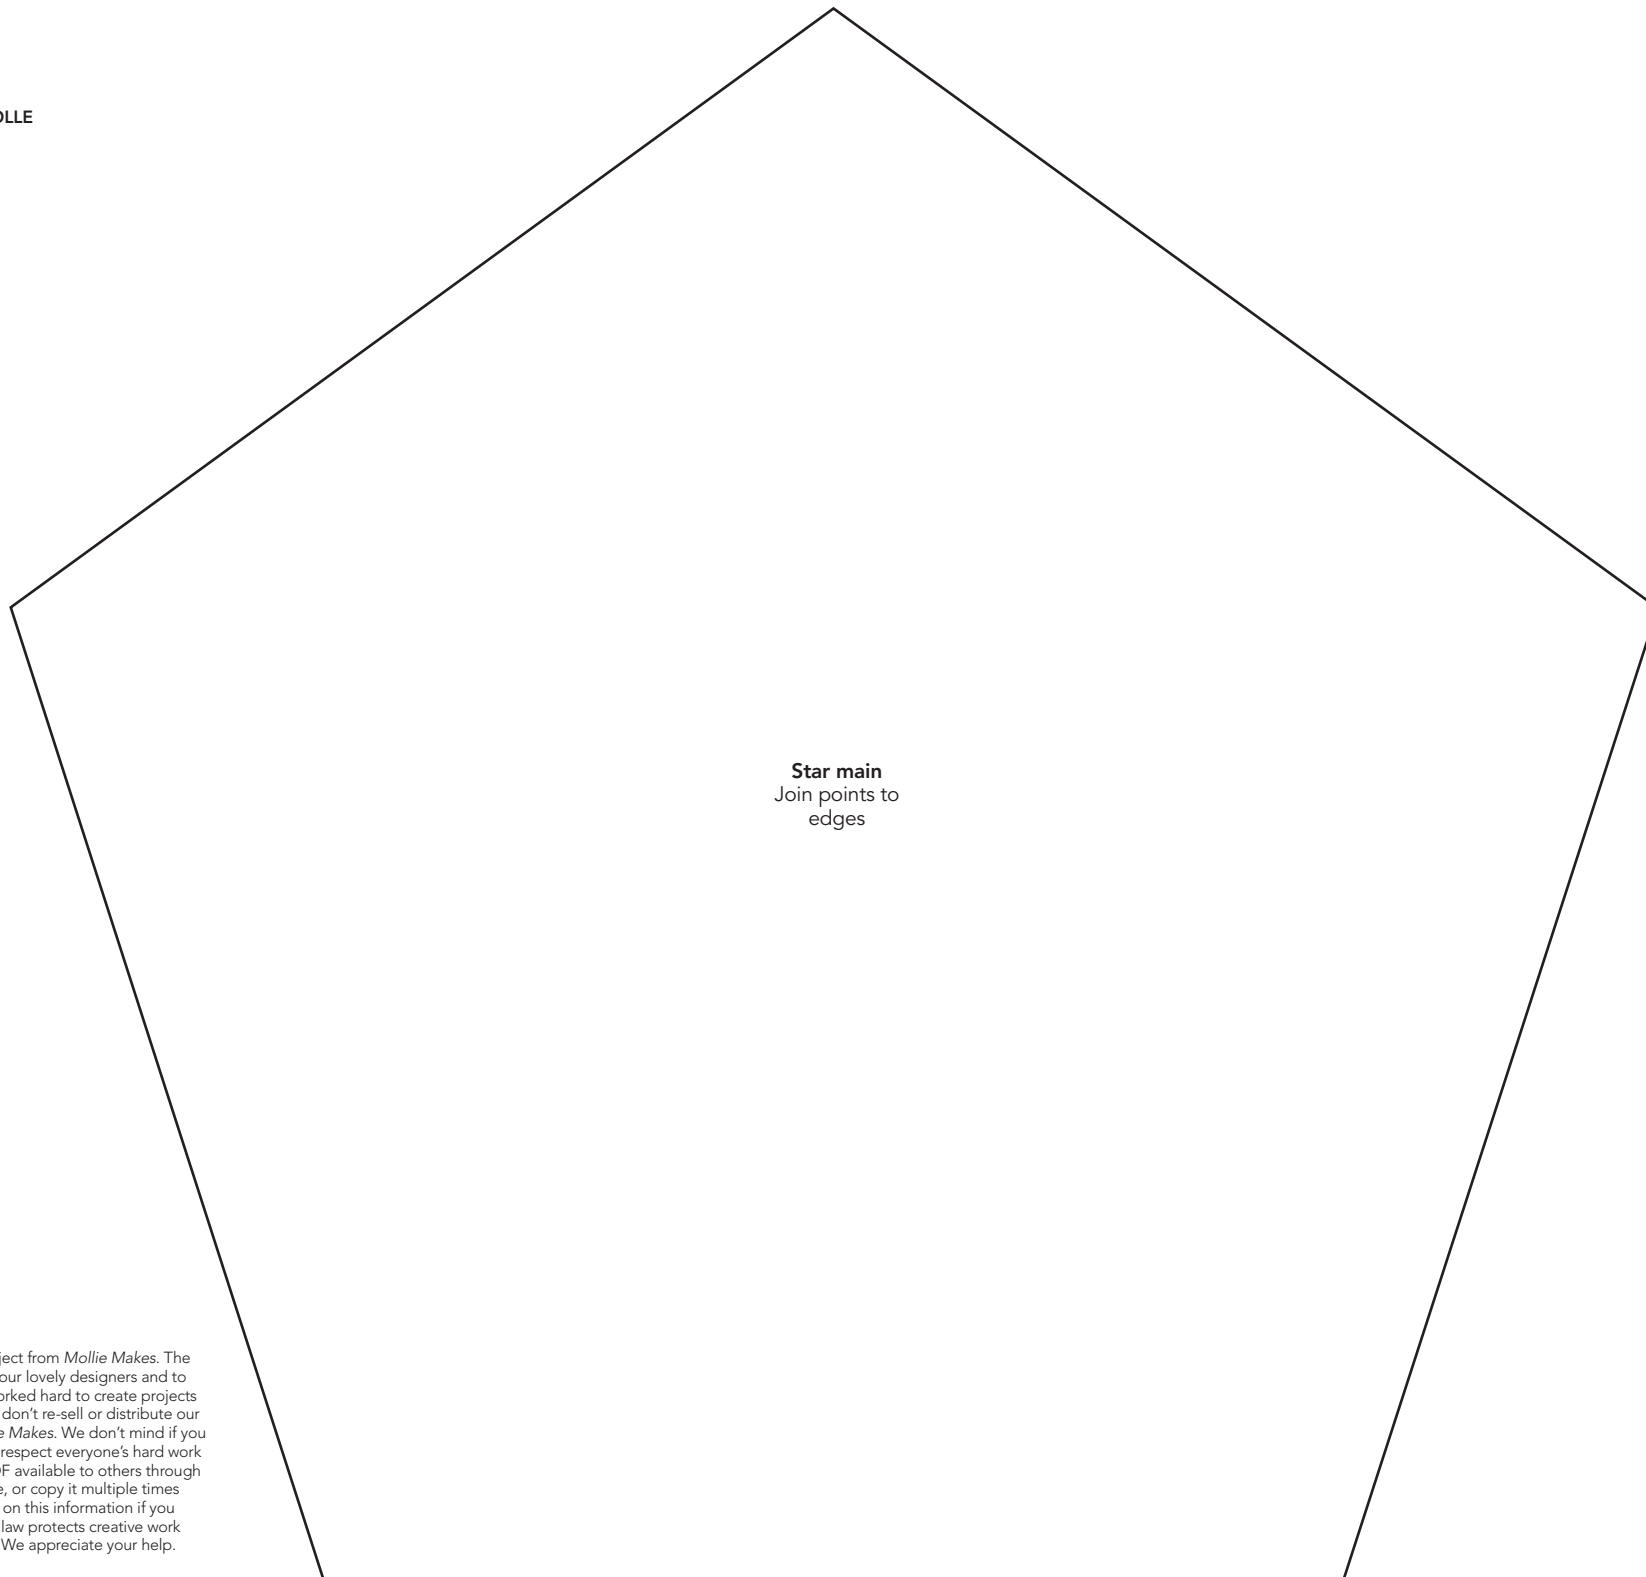 OLLE
Star main
Join points to
edges
ject from Mollie Makes. The
our lovely designers and to
orked hard to create projects
don't re-sell or distribute our
e Makes. We don't mind if you
respect everyone's hard work
DF available to others through
e, or copy it multiple times
on this information if you
law protects creative work
We appreciate your help.